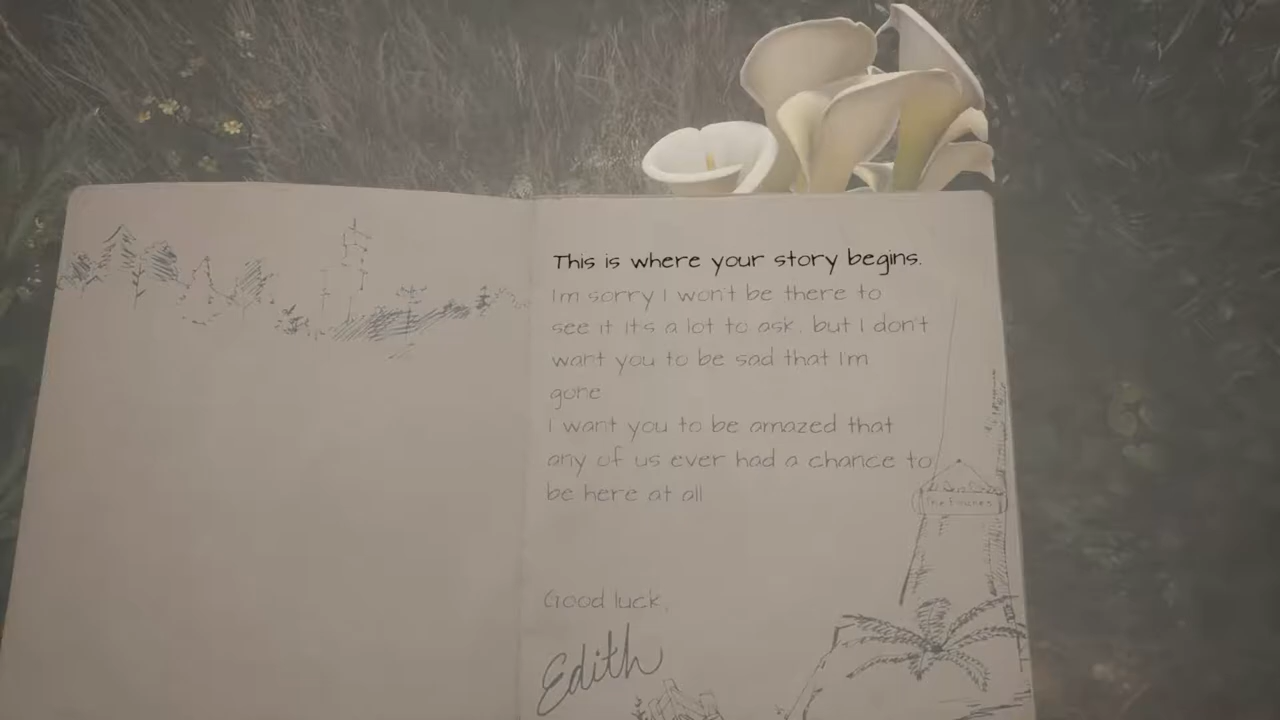 This is where your story begins.
I'm sorry I won't be there to
see it it's a lot to ask, but I don't
want you to be sad that I'm
gone
I want you to be amazed that
any of us ever had a chance to
be here at all
Good luck,
Edith